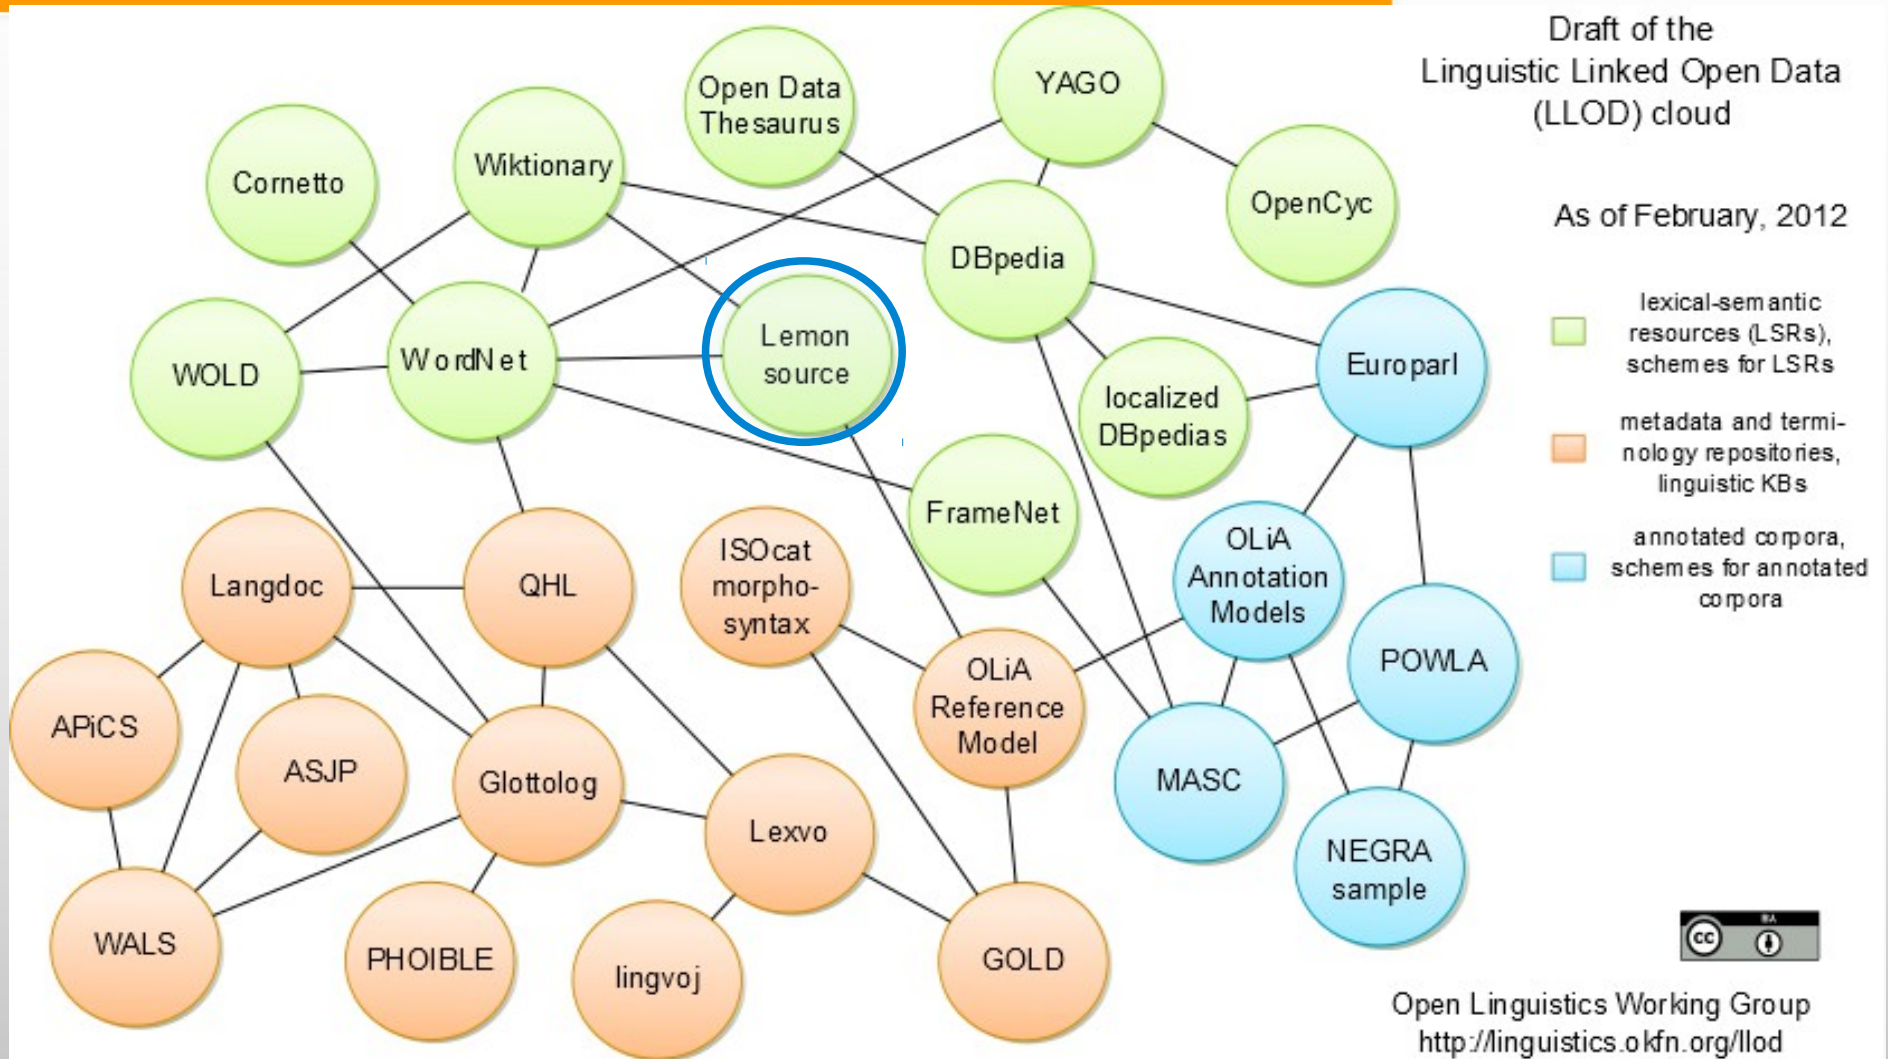 Draft of the
Linguistic Linked Open Data
(LLOD) cloud
As of February, 2012
lexical-semantic
resources (LSRs),
schemes for LSRs
metadata and termi-
nology repositories,
linguistic KBs
annotated corpora,
schemes for annotated
corpora
Open Data
Thesaurus
YAGO
Wiktionary
Cornetto
OpenCyc
DBpedia
WOLD
WordNet
Lemon
source
Europarl
localized
DBpedias
FrameNet
Langdoc
QHL
ISOcat
morpho-
syntax
OLiA
Annotation
Models
OLiA
Reference
Model
POWLA
APiCS
ASJP
Glottolog
Lexvo
MASC
NEGRA
sample
WALS
PHOIBLE
lingvoj
GOLD
cc
Open Linguistics Working Group
http://linguistics.okfn.org/llod